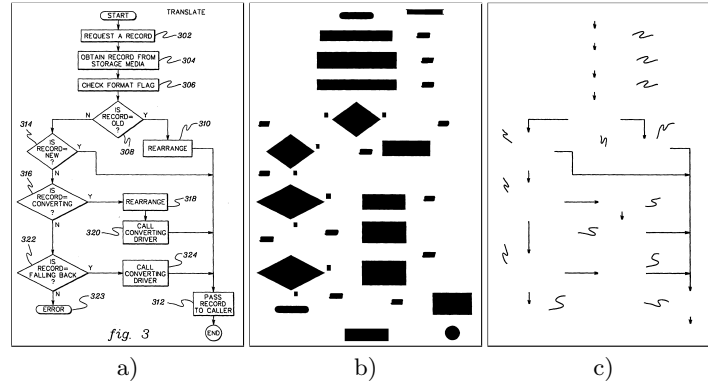 START
TRANSLATE
REQUEST A RECORD
302
OBTAIN RECORD FROM
STORAGE MEDIA
304
CHECK FORMAT FLAG
306
N
IS
RECORD=
OLD
?
Y
308
310
REARRANGE
314
IS
RECORD=
NEW
?
Y
N
316
IS
RECORD=
CONVERTING
?
Y
N
REARRANGE
318
320
CALL
CONVERTING
DRIVER
322
IS
RECORD=
FALLING BACK
?
Y
N
CALL
CONVERTING
DRIVER
324
312
PASS
RECORD
TO CALLER
ERROR
323
END
fig. 3
a)
b)
c)